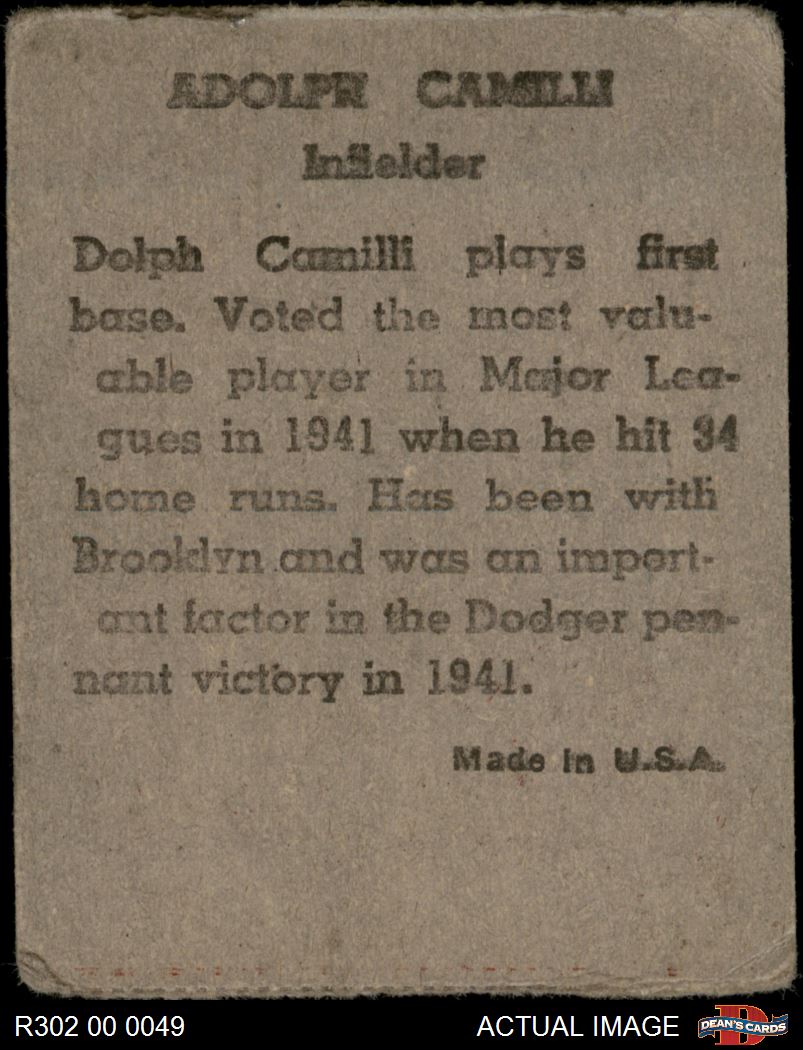 ADOLPH CAMILLI
Infielder
Dolph Camilli plays first
base. Voted the most valu-
able player in Major Lea-
gues in 1941 when he hit 34
home runs. Has been with
Brooklyn and was an import-
ant factor in the Dodger pen-
nant victory in 1941.
Made in U.S.A.
R302 00 0049
ACTUAL IMAGE
D
DEAN'S CARDS